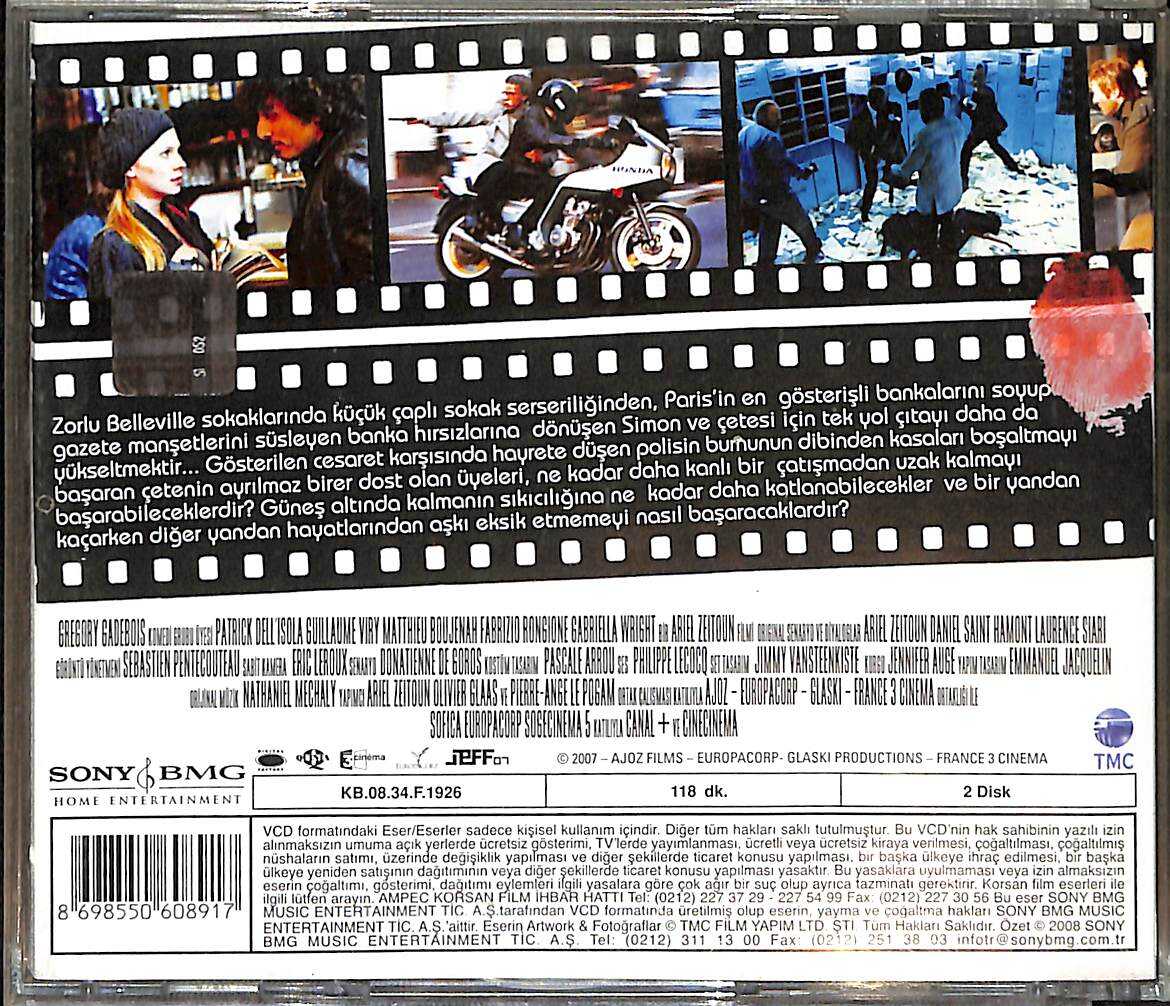 HONDA
SI 052
Zorlu Belleville sokaklarında küçük çaplı sokak serseriliğinden, Paris'in en gösterişli bankalarını soyup
gazete manşetlerini süsleyen banka hırsızlarına dönüşen Simon ve çetesi için tek yol çıtayı daha da
yükseltmektir... Gösterilen cesaret karşısında hayrete düşen polisin bumunun dibinden kasaları boşaltmayı
başaran çetenin ayrılmaz birer dost olan üyeleri, ne kadar daha kanlı bir çatışmadan uzak kalmayı
başarabileceklerdir? Güneş altında kalmanın sıkıcılığına ne kadar daha katlanabilecekler ve bir yandan
kaçarken diğer yandan hayatlarından aşkı eksik etmemeyi nasıl başaracaklardır?
GREGORY GADEBOIS KOMEDİ GRUBU ÜYESİ PATRICK DELL'ISOLA GUILLAUME VIRY MATTHIEU BOUJENAH FABRIZIO RONGIONE GABRIELLA WRIGHT BİR ARIEL ZEITOUN FİLMİ ORİGİNAL SENARYO VE DİYALOGLAR ARIEL ZEITOUN DANIEL SAINT HAMONT LAURENCE SIARI
GÖRÜNTÜ YÖNETMENİ SEBASTIEN PENTECOUTEAU SABİT KAMERA ERIC LEROUX SENARYO DONATIENNE DE GOROS KOSTÜM TASARIM PASCALE ARROU SES PHILIPPE LECOCQ SET TASARIM JIMMY VANSTEENKISTE KURGU JENNIFER AUGE YAPIM TASARIM EMMANUEL JACQUELIN
ORİJİNAL MÜZİK NATHANIEL MECHALY YAPIMCI ARIEL ZEITOUN OLIVIER GLAAS VE PIERRE-ANGE LE POGAM ORTAK ÇALIŞMASI KATILIYLA AJOZ - EUROPACORP - GLASKI - FRANCE 3 CINEMA ORTAKLIĞI İLE
SOFICA EUROPACORP SOGECINEMA 5 KATILIYLA CANAL + VE CINECINEMA
DIGITAL FACTORY cinéma EUROPACORP JEFF07 © 2007 – AJOZ FILMS – EUROPACORP- GLASKI PRODUCTIONS – FRANCE 3 CINEMA
TMC
SONY BMG
HOME ENTERTAINMENT
KB.08.34.F.1926 118 dk. 2 Disk
VCD formatındaki Eser/Eserler sadece kişisel kullanım içindir. Diğer tüm hakları saklı tutulmuştur. Bu VCD'nin hak sahibinin yazılı izin
alınmaksızın umuma açık yerlerde ücretsiz gösterimi, TV'lerde yayımlanması, ücretli veya ücretsiz kiraya verilmesi, çoğaltılması, çoğaltılmış
nüshaların satımı, üzerinde değişiklik yapılması ve diğer şekillerde ticaret konusu yapılması, bir başka ülkeye ihraç edilmesi, bir başka
ülkeye yeniden satışının dağıtımının veya diğer şekillerde ticaret konusu yapılması yasaktır. Bu yasaklara uyulmaması veya izin almaksızın
eserin çoğaltımı, gösterimi, dağıtımı eylemleri ilgili yasalara göre çok ağır bir suç olup ayrıca tazminatı gerektirir. Korsan film eserleri ile
ilgili lütfen arayın. AMPEC KORSAN FİLM İHBAR HATTI Tel: (0212) 227 37 29 - 227 54 99 Fax: (0212) 227 30 56 Bu eser SONY BMG
MUSIC ENTERTAINMENT TİC. A.Ş.tarafından VCD formatında üretilmiş olup eserin, yayma ve çoğaltma hakları SONY BMG MUSIC
ENTERTAINMENT TİC. A.Ş.'aittir. Eserin Artwork & Fotoğraflar © TMC FİLM YAPIM LTD. ŞTİ. Tüm Hakları Saklıdır. Özet © 2008 SONY
BMG MUSIC ENTERTAINMENT TİC. A.Ş. Tel: (0212) 311 13 00 Fax: (0212) 251 38 03 infotr@sonybmg.com.tr
8 698550 608917